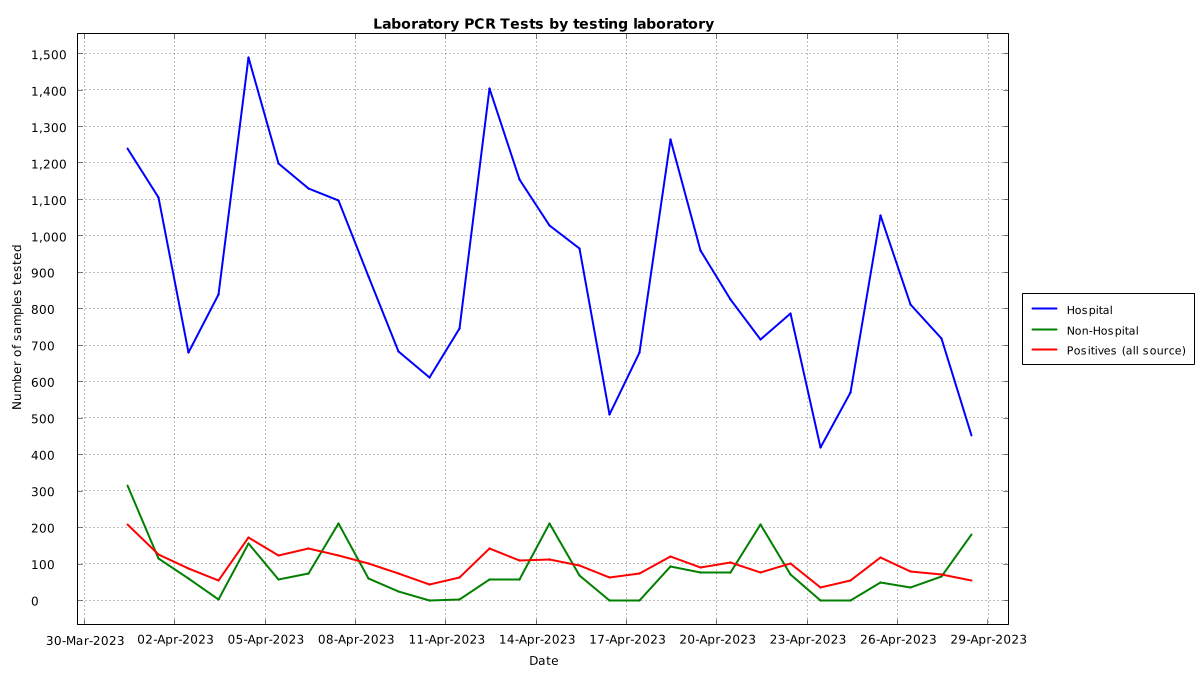 Laboratory PCR Tests by testing laboratory
1,500
1,400
1,300
1,200
1,100
1,000
900
800
700
600
500
400
300
200
100
0
Number of samples tested
30-Mar-2023 02-Apr-2023 05-Apr-2023 08-Apr-2023 11-Apr-2023 14-Apr-2023 17-Apr-2023 20-Apr-2023 23-Apr-2023 26-Apr-2023 29-Apr-2023
Date
Hospital
Non-Hospital
Positives (all source)